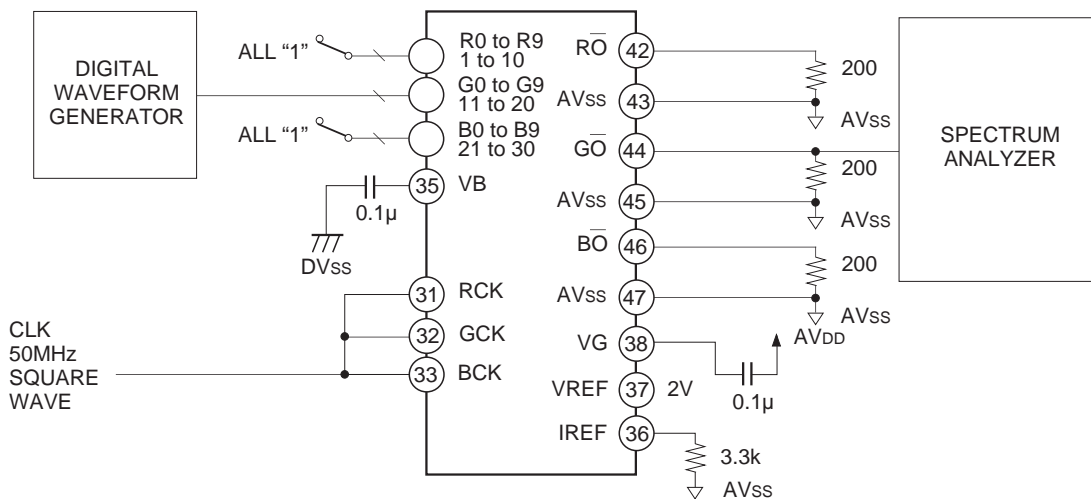 DIGITAL
WAVEFORM
GENERATOR
ALL “1”
R0 to R9
1 to 10
G0 to G9
11 to 20
ALL “1”
B0 to B9
21 to 30
35
VB
0.1µ
DVSS
31
RCK
32
GCK
33
BCK
CLK
50MHz
SQUARE
WAVE
R̅O̅
42
200
AVSS
43
AVSS
G̅O̅
44
200
AVSS
45
AVSS
B̅O̅
46
200
AVSS
47
AVSS
VG
38
AVDD
0.1µ
VREF
37
2V
IREF
36
3.3k
AVSS
SPECTRUM
ANALYZER